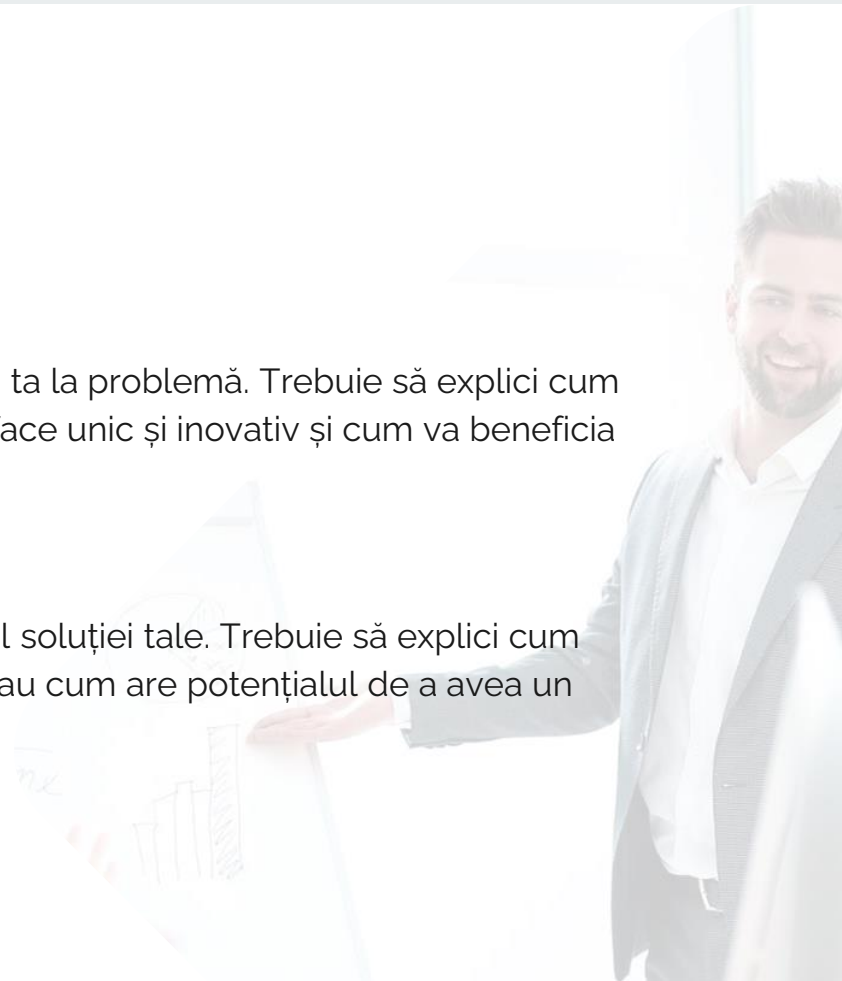 ta la problemă. Trebuie să explici cum
ace unic și inovativ și cum va beneficia
l soluției tale. Trebuie să explici cum
au cum are potențialul de a avea un